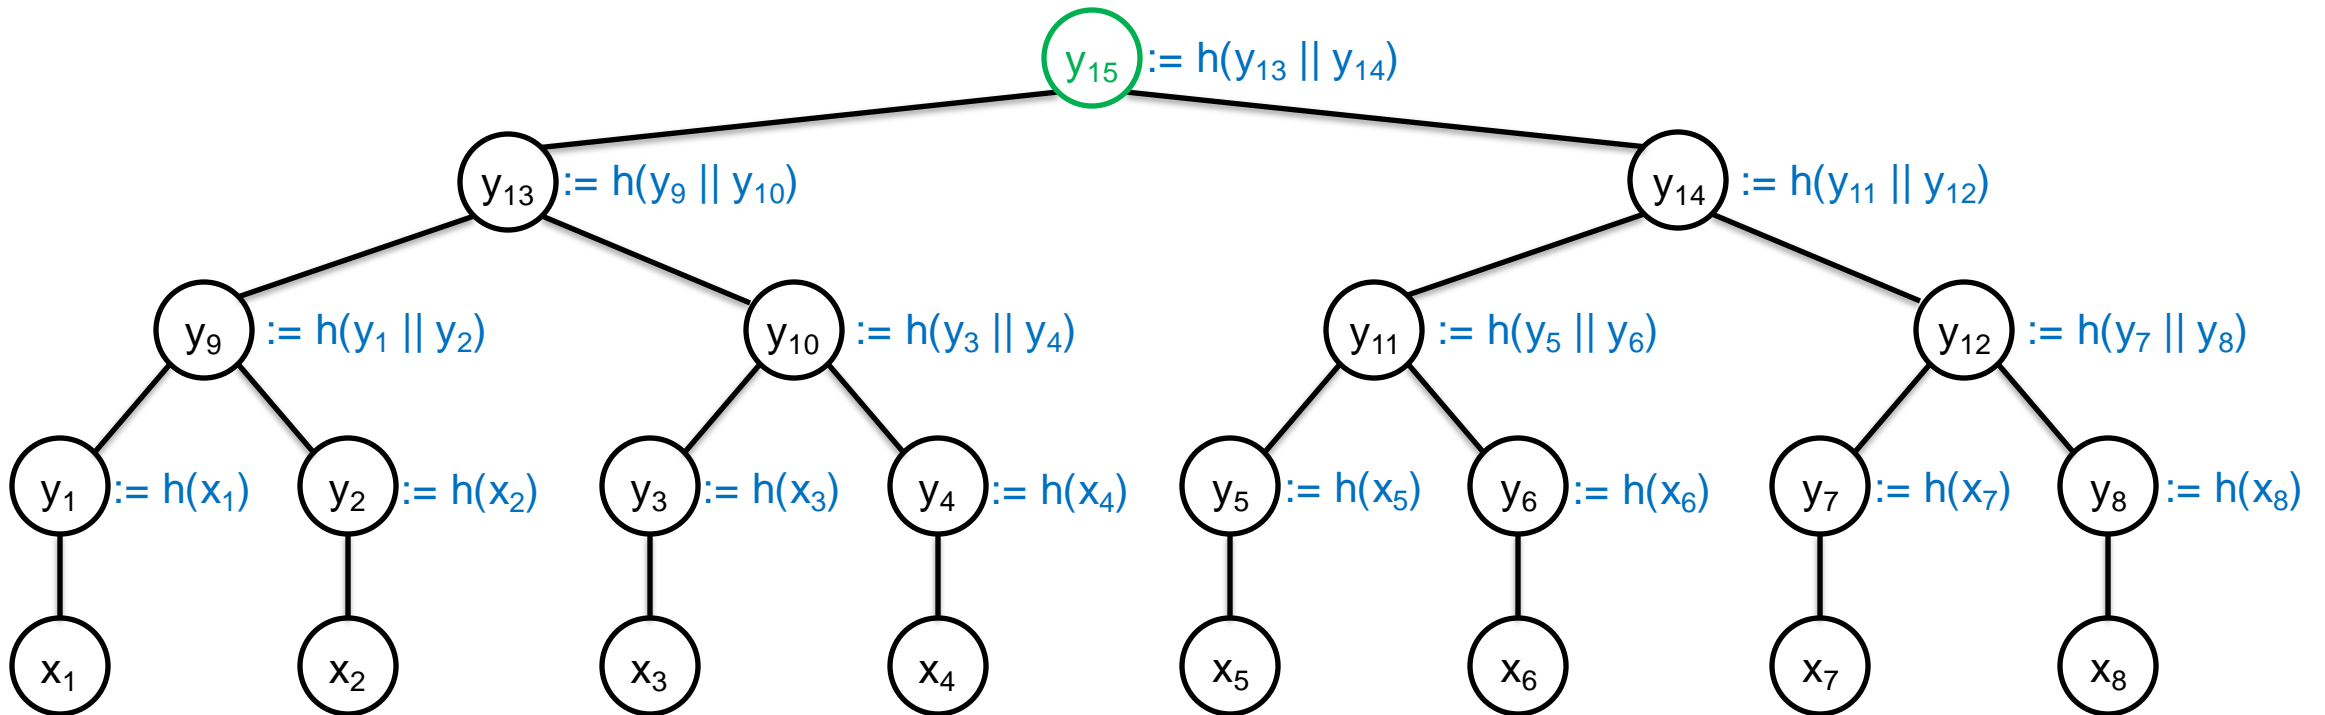 y₁₅ := h(y₁₃ || y₁₄)
y₁₃ := h(y₉ || y₁₀) y₁₄ := h(y₁₁ || y₁₂)
y₉ := h(y₁ || y₂) y₁₀ := h(y₃ || y₄) y₁₁ := h(y₅ || y₆) y₁₂ := h(y₇ || y₈)
y₁ := h(x₁) y₂ := h(x₂) y₃ := h(x₃) y₄ := h(x₄) y₅ := h(x₅) y₆ := h(x₆) y₇ := h(x₇) y₈ := h(x₈)
x₁ x₂ x₃ x₄ x₅ x₆ x₇ x₈